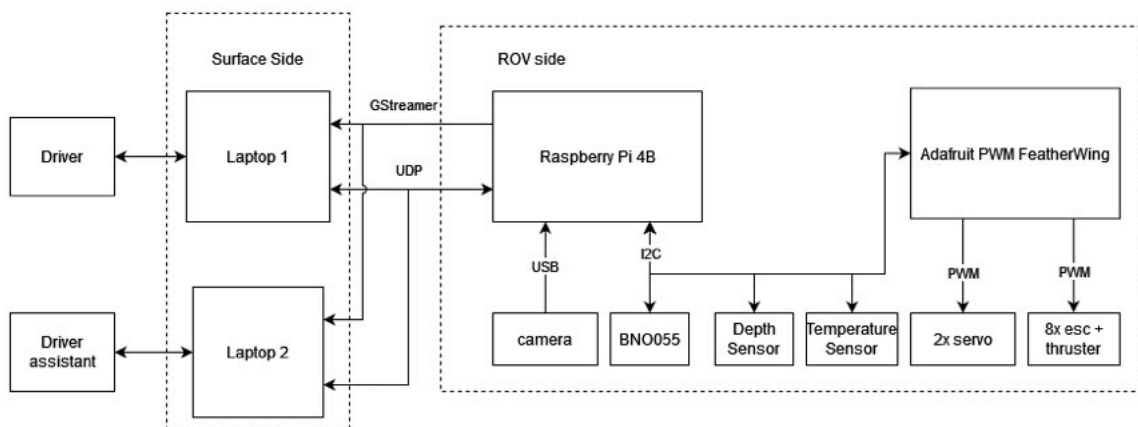 Surface Side
ROV side
GStreamer
Driver
Laptop 1
Raspberry Pi 4B
Adafruit PWM FeatherWing
UDP
I2C
USB
PWM
PWM
Driver
assistant
Laptop 2
camera
BNO055
Depth
Sensor
Temperature
Sensor
2x servo
8x esc +
thruster